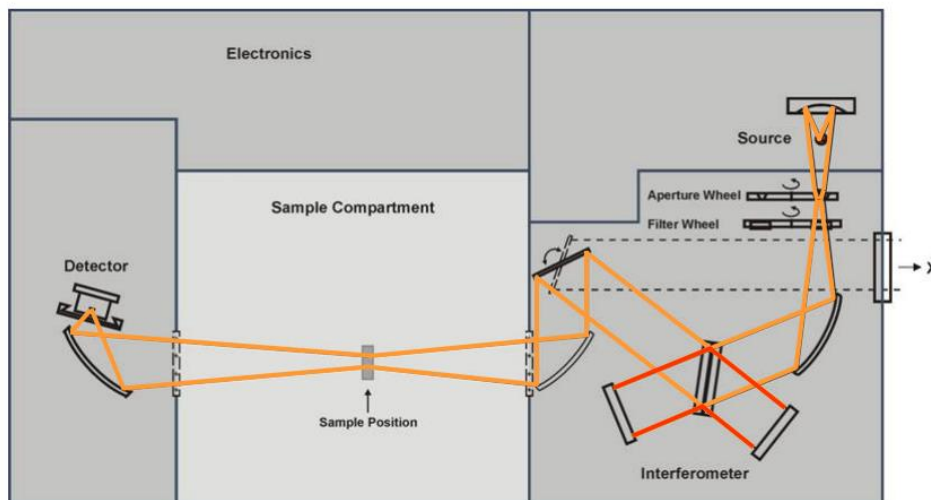 Electronics
Source
Aperture Wheel
Filter Wheel
Sample Compartment
Detector
X
Sample Position
Interferometer